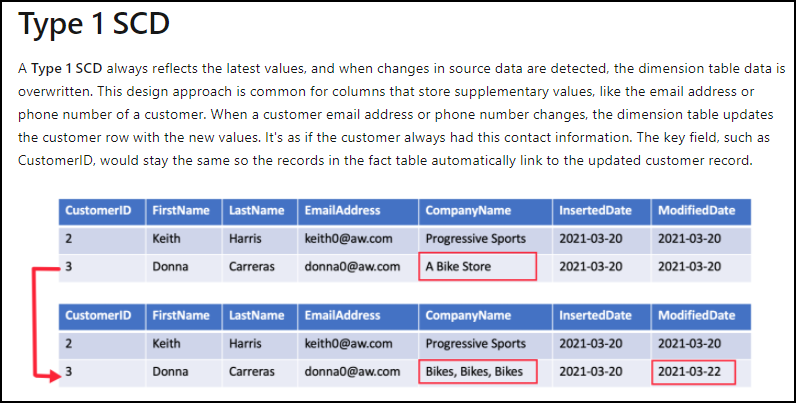 Type 1 SCD
A Type 1 SCD always reflects the latest values, and when changes in source data are detected, the dimension table data is
overwritten. This design approach is common for columns that store supplementary values, like the email address or
phone number of a customer. When a customer email address or phone number changes, the dimension table updates
the customer row with the new values. It's as if the customer always had this contact information. The key field, such as
CustomerID, would stay the same so the records in the fact table automatically link to the updated customer record.
CustomerID FirstName LastName EmailAddress CompanyName InsertedDate ModifiedDate
2 Keith Harris keith0@aw.com Progressive Sports 2021-03-20 2021-03-20
3 Donna Carreras donna0@aw.com A Bike Store 2021-03-20 2021-03-20
CustomerID FirstName LastName EmailAddress CompanyName InsertedDate ModifiedDate
2 Keith Harris keith0@aw.com Progressive Sports 2021-03-20 2021-03-20
3 Donna Carreras donna0@aw.com Bikes, Bikes, Bikes 2021-03-20 2021-03-22